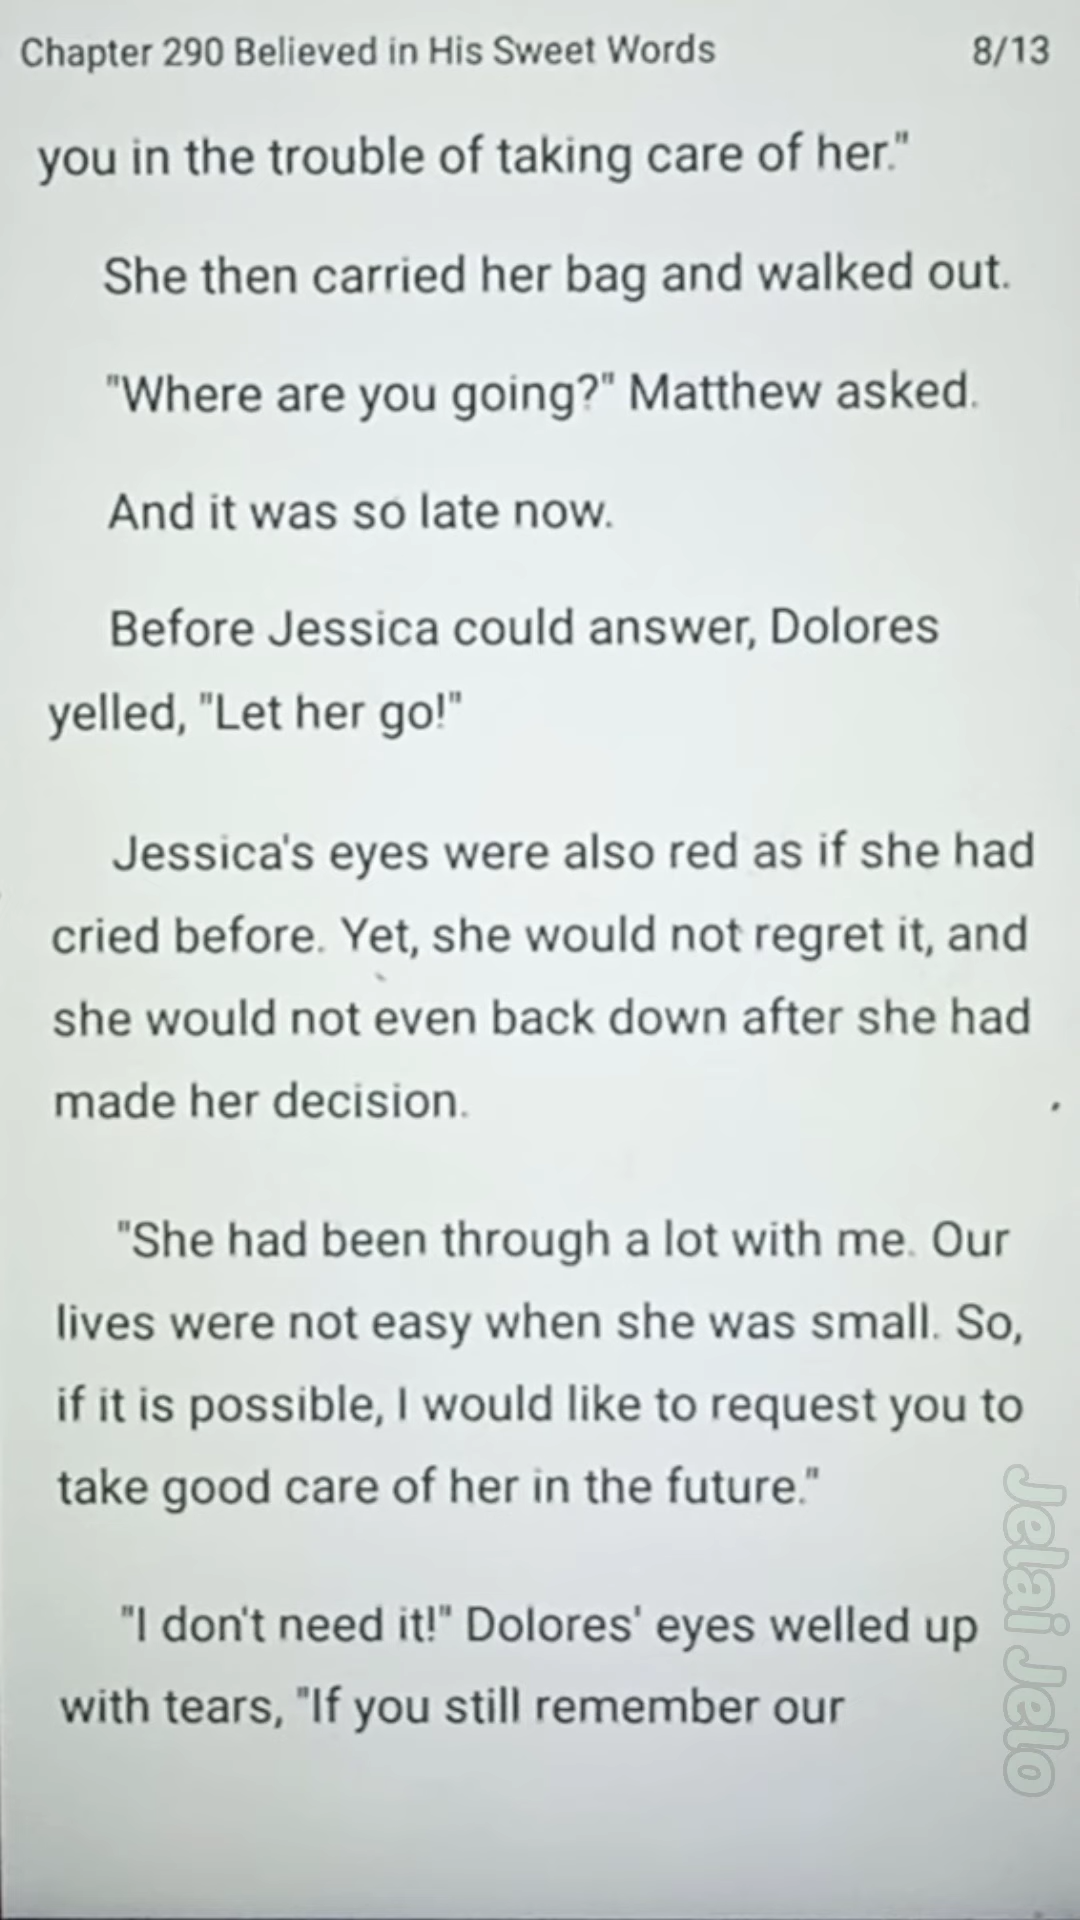 Chapter 290 Believed in His Sweet Words 8/13
you in the trouble of taking care of her."
She then carried her bag and walked out.
"Where are you going?" Matthew asked.
And it was so late now.
Before Jessica could answer, Dolores
yelled, "Let her go!"
Jessica's eyes were also red as if she had
cried before. Yet, she would not regret it, and
she would not even back down after she had
made her decision.
"She had been through a lot with me. Our
lives were not easy when she was small. So,
if it is possible, I would like to request you to
take good care of her in the future."
"I don't need it!" Dolores' eyes welled up
with tears, "If you still remember our
Jelai Jelo